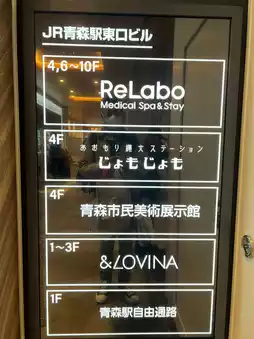 JR青森駅東口ビル
4,6〜10F
ReLabo
Medical Spa&Stay
4F
あおもり縄文ステーション
じょもじょも
4F
青森市民美術展示館
1〜3F
&LOVINA
1F
青森駅自由通路